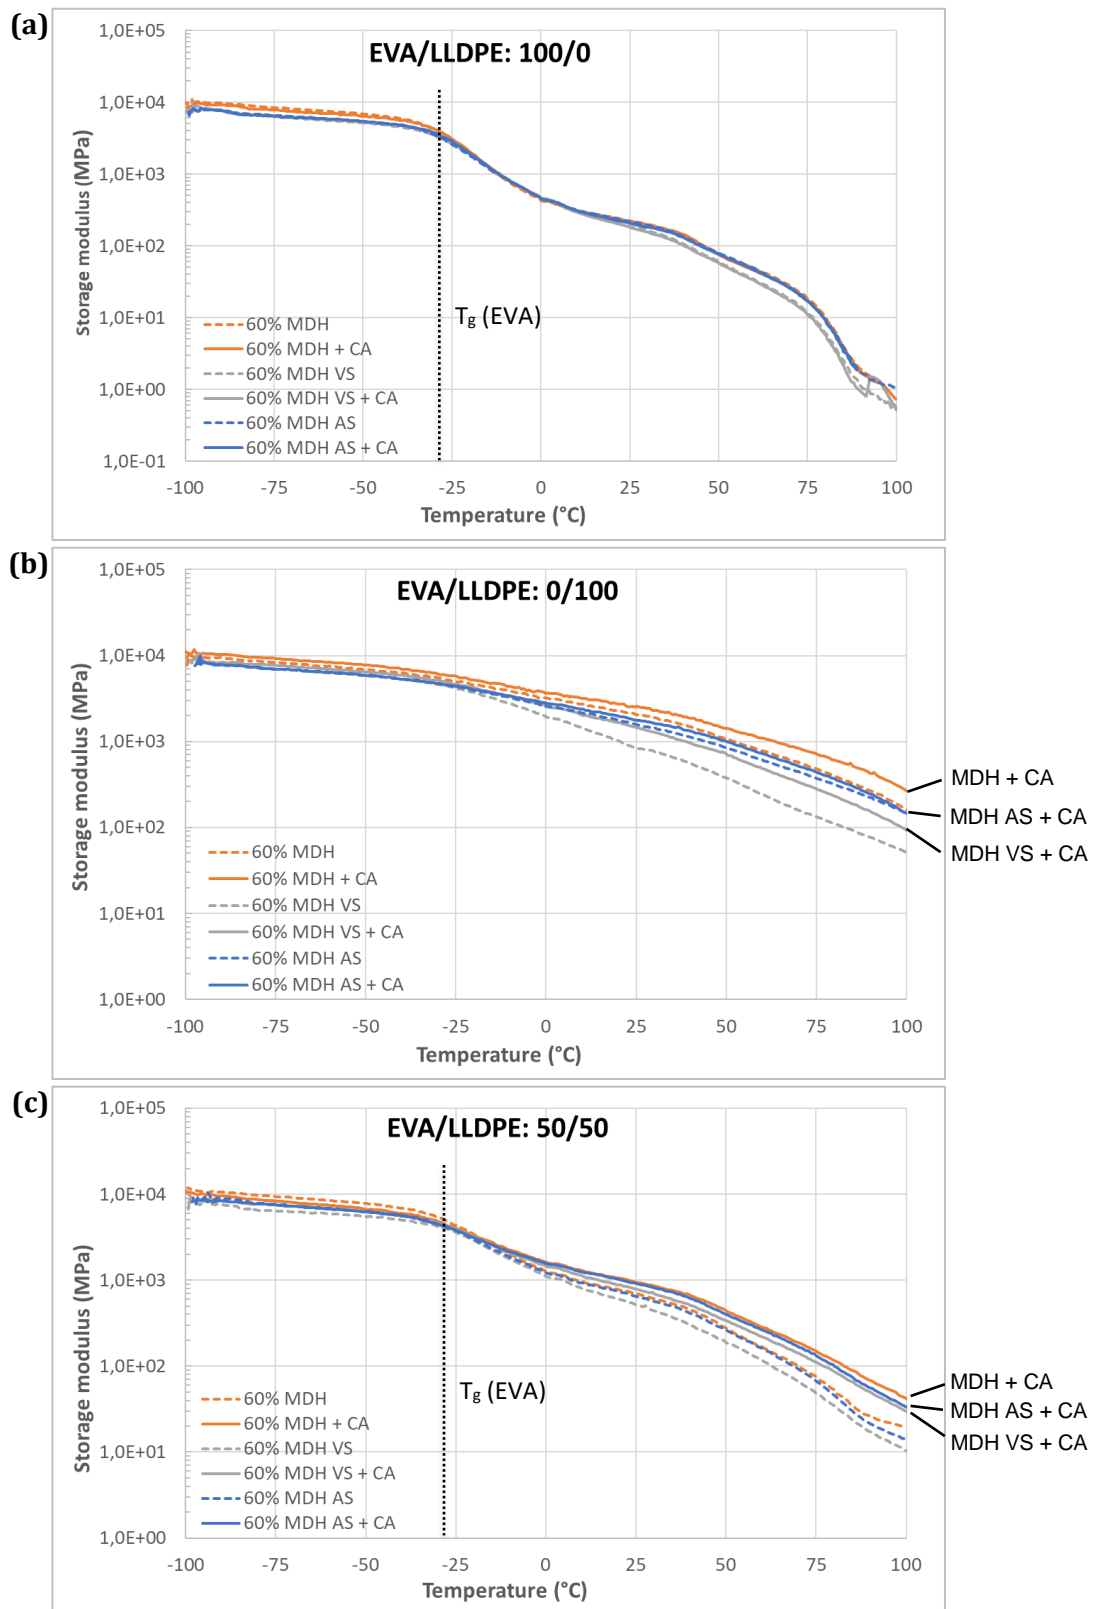 (a)
EVA/LLDPE: 100/0
1,0E+05
1,0E+04
1,0E+03
1,0E+02
1,0E+01
1,0E+00
1,0E-01
Storage modulus (MPa)
Tg (EVA)
60% MDH
60% MDH + CA
60% MDH VS
60% MDH VS + CA
60% MDH AS
60% MDH AS + CA
-100 -75 -50 -25 0 25 50 75 100
Temperature (°C)
(b)
EVA/LLDPE: 0/100
1,0E+05
1,0E+04
1,0E+03
1,0E+02
1,0E+01
1,0E+00
Storage modulus (MPa)
MDH + CA
MDH AS + CA
MDH VS + CA
60% MDH
60% MDH + CA
60% MDH VS
60% MDH VS + CA
60% MDH AS
60% MDH AS + CA
-100 -75 -50 -25 0 25 50 75 100
Temperature (°C)
(c)
EVA/LLDPE: 50/50
1,0E+05
1,0E+04
1,0E+03
1,0E+02
1,0E+01
1,0E+00
Storage modulus (MPa)
Tg (EVA)
MDH + CA
MDH AS + CA
MDH VS + CA
60% MDH
60% MDH + CA
60% MDH VS
60% MDH VS + CA
60% MDH AS
60% MDH AS + CA
-100 -75 -50 -25 0 25 50 75 100
Temperature (°C)